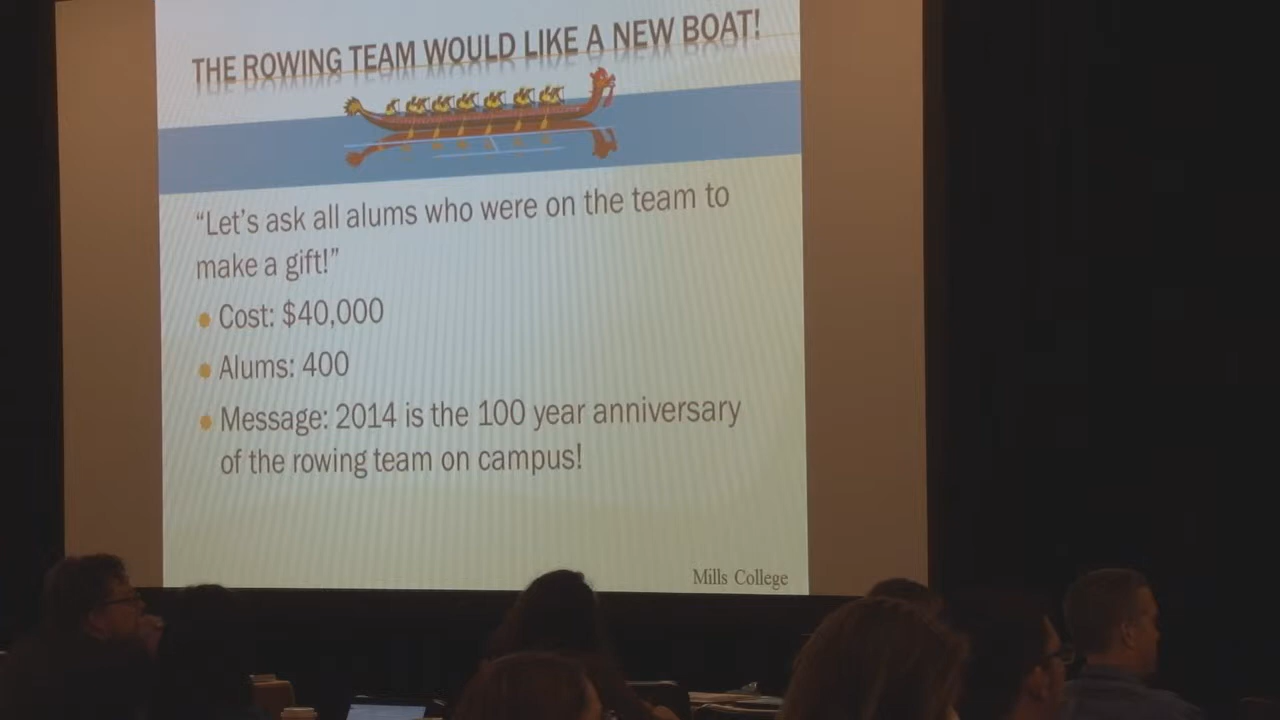 THE ROWING TEAM WOULD LIKE A NEW BOAT!
“Let’s ask all alums who were on the team to
make a gift!”
Cost: $40,000
Alums: 400
Message: 2014 is the 100 year anniversary
of the rowing team on campus!
Mills College